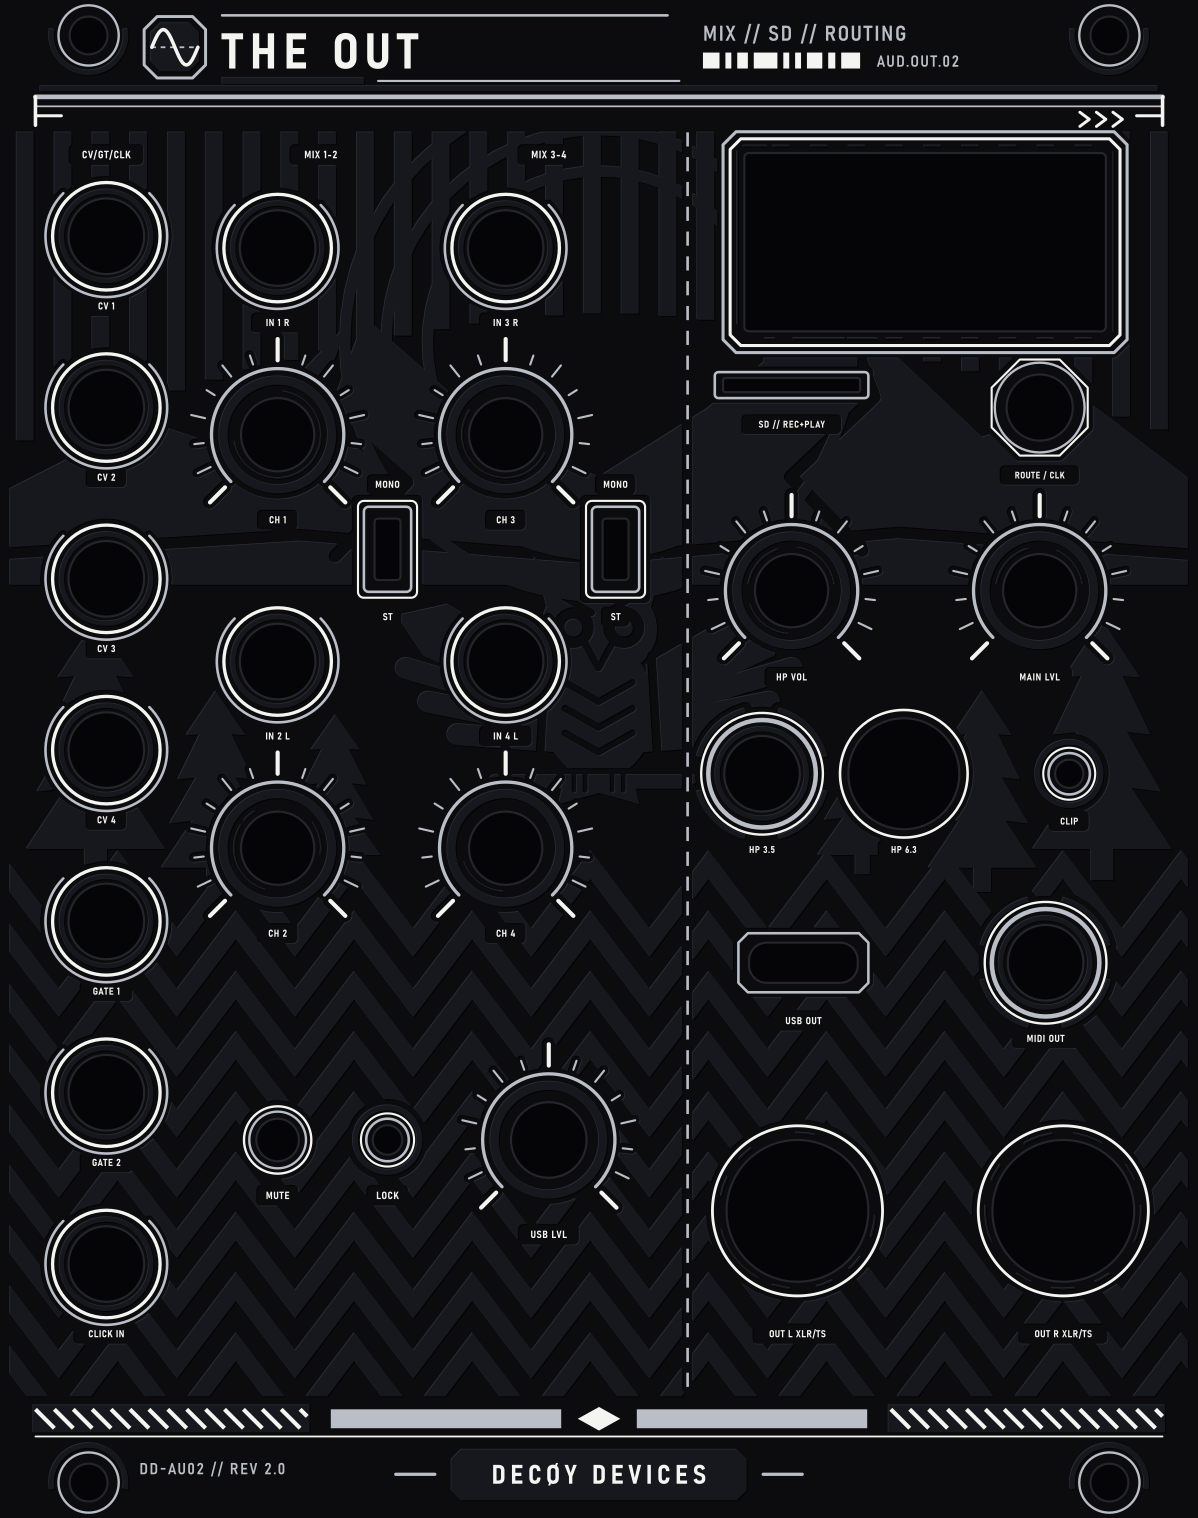 THE OUT
MIX // SD // ROUTING
AUD.OUT.02
CV/GT/CLK
MIX 1-2
MIX 3-4
CV 1
IN 1 R
IN 3 R
SD // REC+PLAY
CV 2
ROUTE / CLK
MONO
MONO
CH 1
CH 3
ST
ST
CV 3
HP VOL
MAIN LVL
IN 2 L
IN 4 L
CV 4
CLIP
HP 3.5
HP 6.3
CH 2
CH 4
GATE 1
USB OUT
MIDI OUT
GATE 2
MUTE
LOCK
USB LVL
CLICK IN
OUT L XLR/TS
OUT R XLR/TS
DD-AU02 // REV 2.0
DECØY DEVICES